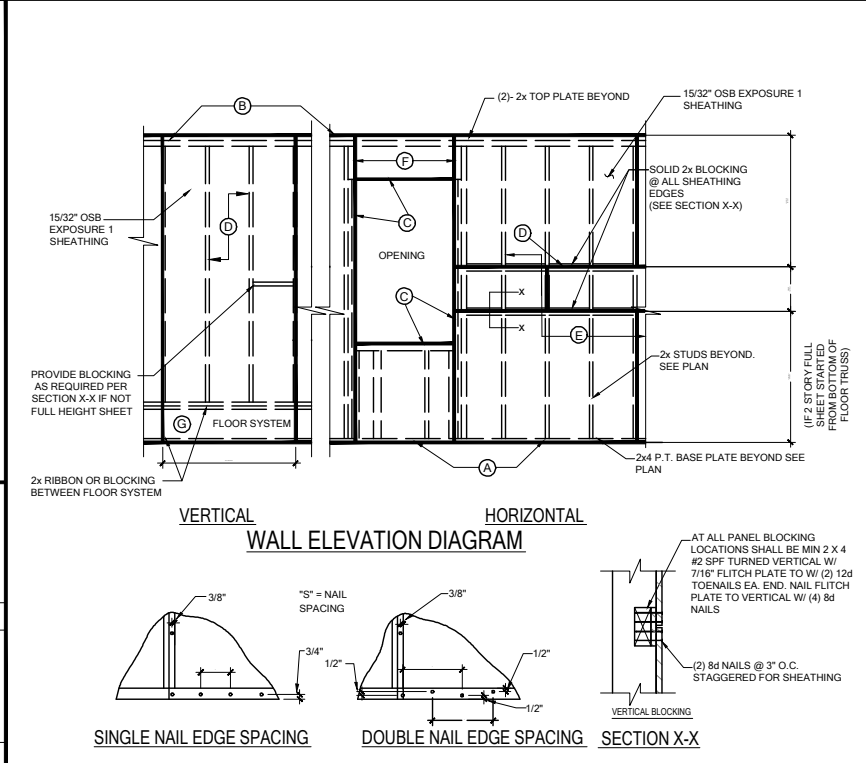 B
(2)- 2x TOP PLATE BEYOND
15/32" OSB EXPOSURE 1
SHEATHING
F
SOLID 2x BLOCKING
@ ALL SHEATHING
EDGES
(SEE SECTION X-X)
15/32" OSB
EXPOSURE 1
SHEATHING
D
C
D
OPENING
C
x
x
E
PROVIDE BLOCKING
AS REQUIRED PER
SECTION X-X IF NOT
FULL HEIGHT SHEET
2x STUDS BEYOND.
SEE PLAN
(IF 2 STORY FULL
SHEET STARTED
FROM BOTTOM OF
FLOOR TRUSS)
G
FLOOR SYSTEM
A
2x4 P.T. BASE PLATE BEYOND SEE
PLAN
2x RIBBON OR BLOCKING
BETWEEN FLOOR SYSTEM
VERTICAL
HORIZONTAL
WALL ELEVATION DIAGRAM
AT ALL PANEL BLOCKING
LOCATIONS SHALL BE MIN 2 X 4
#2 SPF TURNED VERTICAL W/
7/16" FLITCH PLATE TO W/ (2) 12d
TOENAILS EA. END. NAIL FLITCH
PLATE TO VERTICAL W/ (4) 8d
NAILS
3/8"
"S" = NAIL
SPACING
3/8"
3/4"
1/2"
1/2"
1/2"
(2) 8d NAILS @ 3" O.C.
STAGGERED FOR SHEATHING
VERTICAL BLOCKING
SINGLE NAIL EDGE SPACING
DOUBLE NAIL EDGE SPACING
SECTION X-X